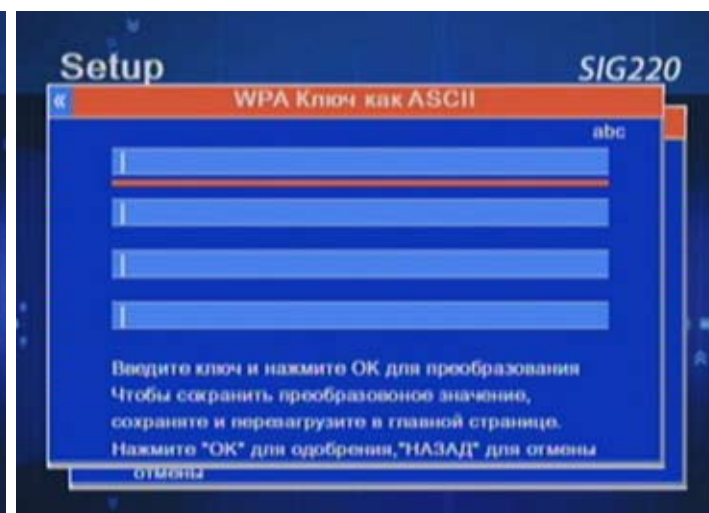 Setup
SIG220
«
WPA Ключ как ASCII
abc
Введите ключ и нажмите ОК для преобразования
Чтобы сохранить преобразовоное значение,
сохраняте и перезагрузите в главной странице.
Нажмите "ОК" для одобрения,"НАЗАД" для отмены
отмены